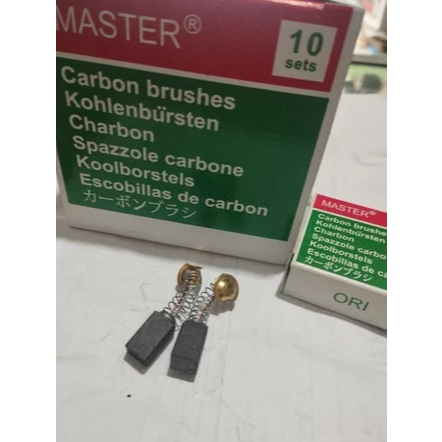 MASTER®
10
sets
Carbon brushes
Kohlenbürsten
Charbon
Spazzole carbone
Koolborstels
Escobillas de carbon
カーボンブラシ
MASTER®
Carbon brushes
Kohlenbürsten
Charbon
Spazzole carbo
Koolborstels
Escobillas de ca
カーボンブラシ
ORI